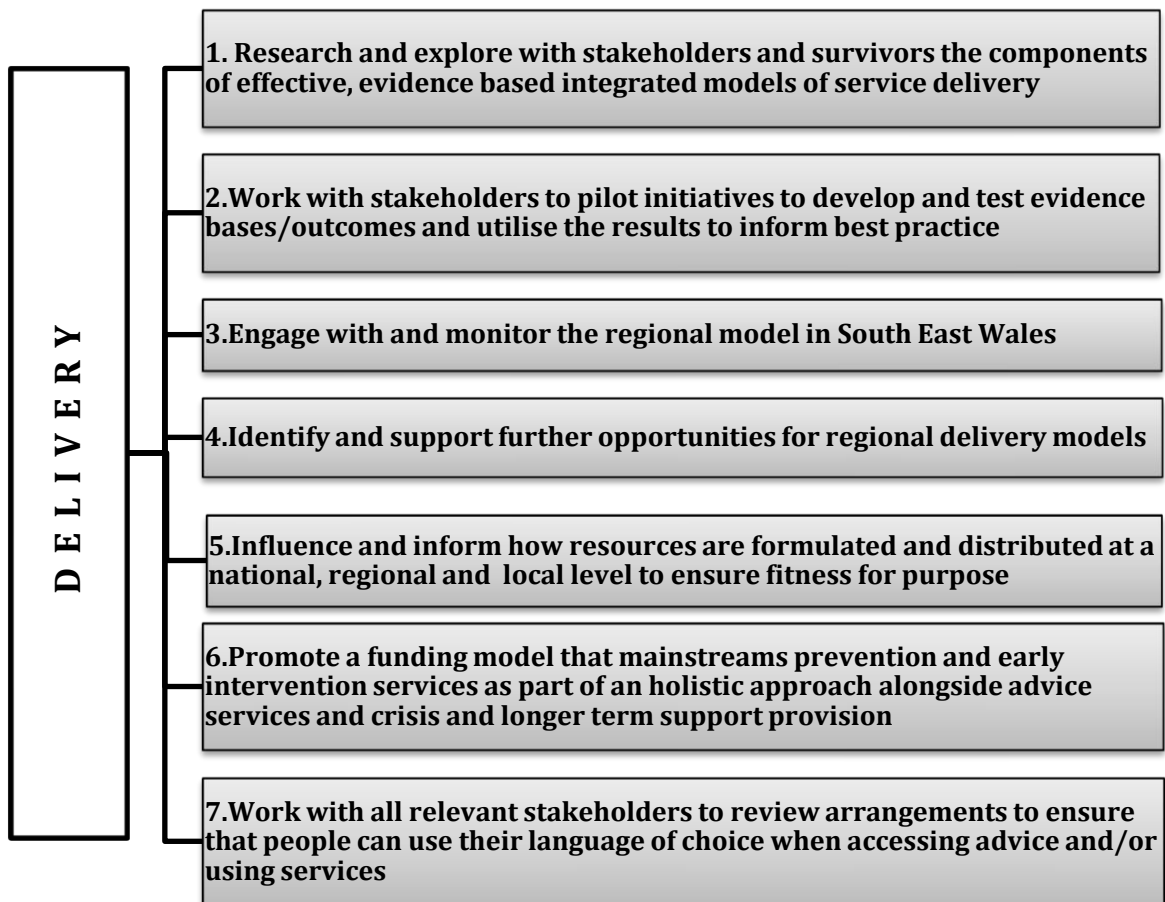 DELIVERY
1. Research and explore with stakeholders and survivors the components
of effective, evidence based integrated models of service delivery
2.Work with stakeholders to pilot initiatives to develop and test evidence
bases/outcomes and utilise the results to inform best practice
3.Engage with and monitor the regional model in South East Wales
4.Identify and support further opportunities for regional delivery models
5.Influence and inform how resources are formulated and distributed at a
national, regional and  local level to ensure fitness for purpose
6.Promote a funding model that mainstreams prevention and early
intervention services as part of an holistic approach alongside advice
services and crisis and longer term support provision
7.Work with all relevant stakeholders to review arrangements to ensure
that people can use their language of choice when accessing advice and/or
using services